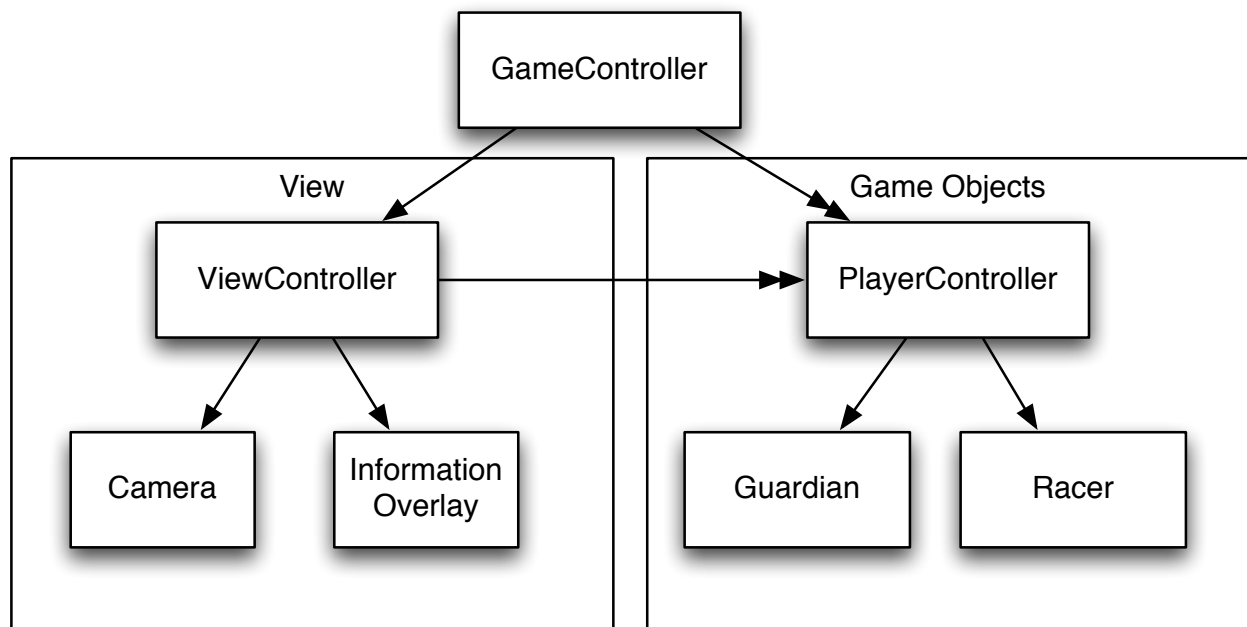 GameController
View
Game Objects
ViewController
PlayerController
Camera
Information
Overlay
Guardian
Racer